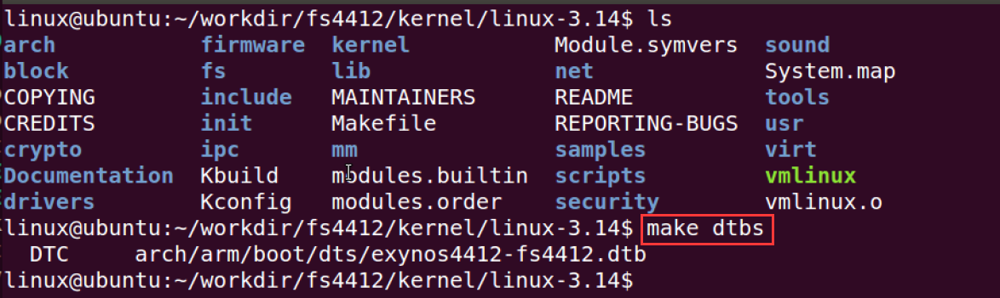 linux@ubuntu:~/workdir/fs4412/kernel/linux-3.14$ ls
arch firmware kernel Module.symvers sound
block fs lib net System.map
COPYING include MAINTAINERS README tools
CREDITS init Makefile REPORTING-BUGS usr
crypto ipc mm samples virt
Documentation Kbuild modules.builtin scripts vmlinux
drivers Kconfig modules.order security vmlinux.o
linux@ubuntu:~/workdir/fs4412/kernel/linux-3.14$ make dtbs
DTC arch/arm/boot/dts/exynos4412-fs4412.dtb
linux@ubuntu:~/workdir/fs4412/kernel/linux-3.14$